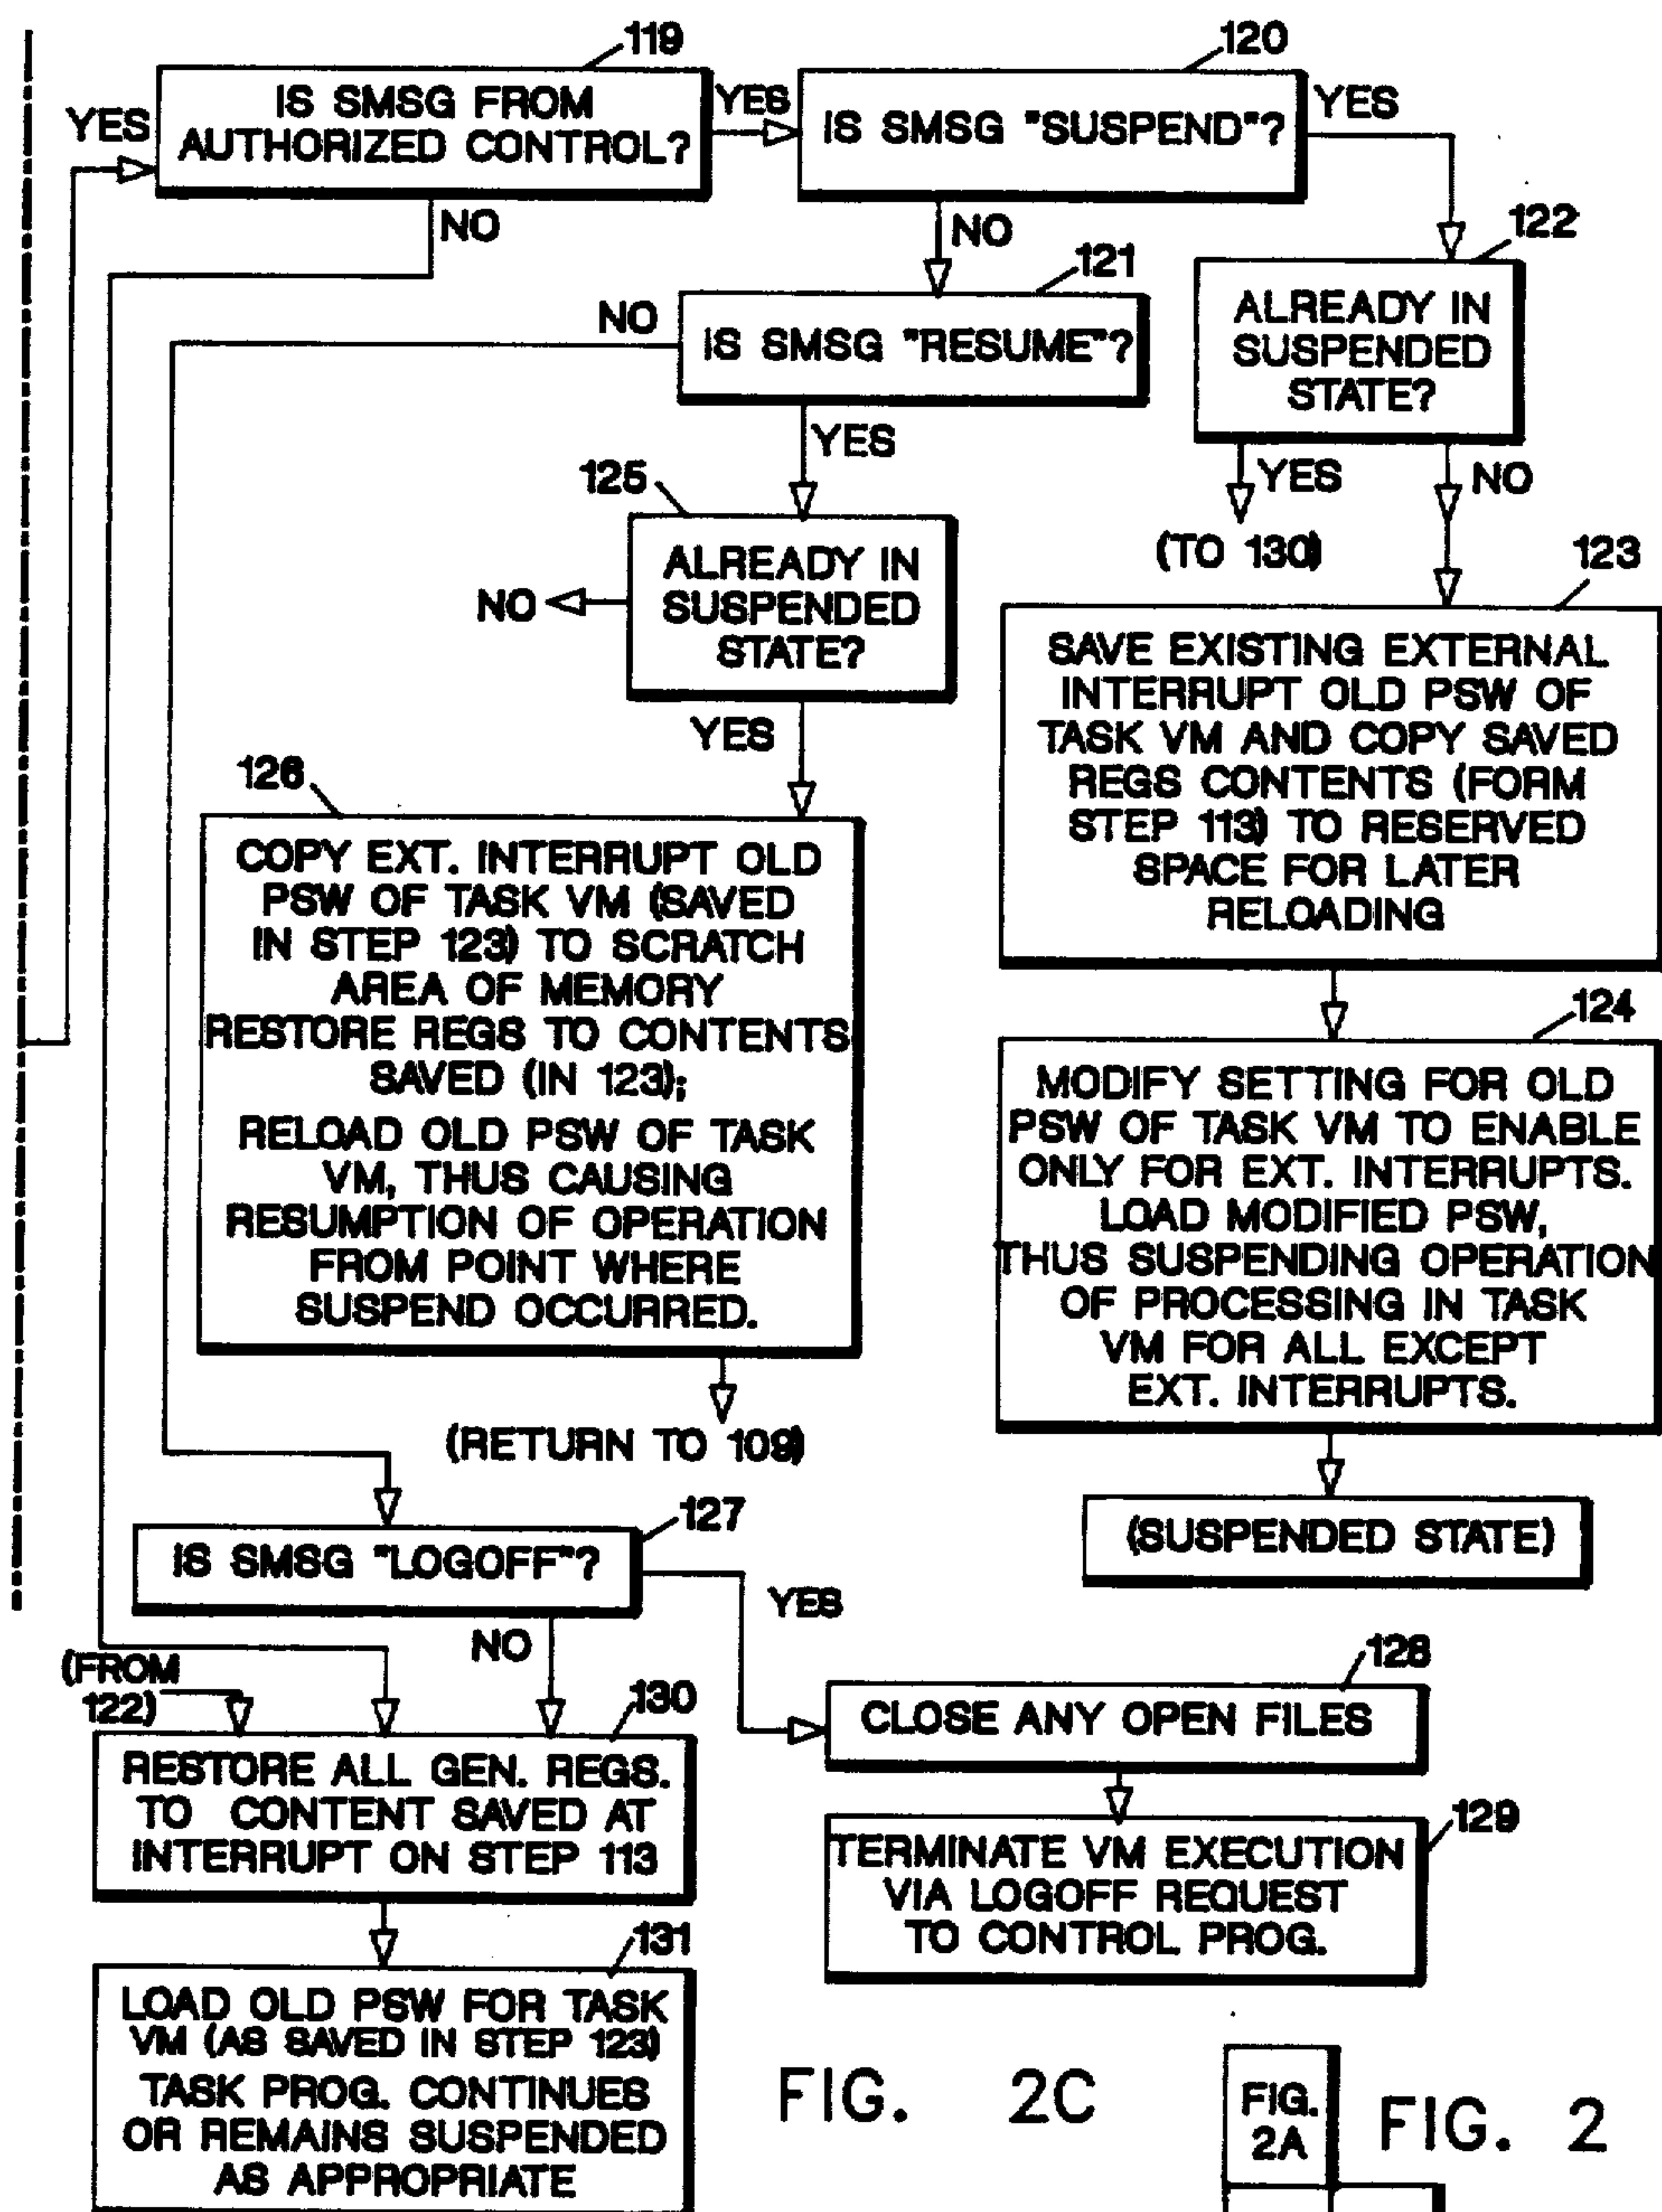 119
IS SMSG FROM
AUTHORIZED CONTROL?
YES
YES
NO
120
IS SMSG "SUSPEND"?
YES
NO
121
IS SMSG "RESUME"?
NO
YES
122
ALREADY IN
SUSPENDED
STATE?
YES
NO
(TO 130)
125
ALREADY IN
SUSPENDED
STATE?
NO
YES
123
SAVE EXISTING EXTERNAL
INTERRUPT OLD PSW OF
TASK VM AND COPY SAVED
REGS CONTENTS (FORM
STEP 113) TO RESERVED
SPACE FOR LATER
RELOADING
126
COPY EXT. INTERRUPT OLD
PSW OF TASK VM (SAVED
IN STEP 123) TO SCRATCH
AREA OF MEMORY
RESTORE REGS TO CONTENTS
SAVED (IN 123);
RELOAD OLD PSW OF TASK
VM, THUS CAUSING
RESUMPTION OF OPERATION
FROM POINT WHERE
SUSPEND OCCURRED.
(RETURN TO 109)
124
MODIFY SETTING FOR OLD
PSW OF TASK VM TO ENABLE
ONLY FOR EXT. INTERRUPTS.
LOAD MODIFIED PSW,
THUS SUSPENDING OPERATION
OF PROCESSING IN TASK
VM FOR ALL EXCEPT
EXT. INTERRUPTS.
(SUSPENDED STATE)
127
IS SMSG "LOGOFF"?
YES
NO
(FROM
122)
128
CLOSE ANY OPEN FILES
130
RESTORE ALL GEN. REGS.
TO CONTENT SAVED AT
INTERRUPT ON STEP 113
129
TERMINATE VM EXECUTION
VIA LOGOFF REQUEST
TO CONTROL PROG.
131
LOAD OLD PSW FOR TASK
VM (AS SAVED IN STEP 123)
TASK PROG. CONTINUES
OR REMAINS SUSPENDED
AS APPROPRIATE
FIG. 2C
FIG.
2A
FIG. 2